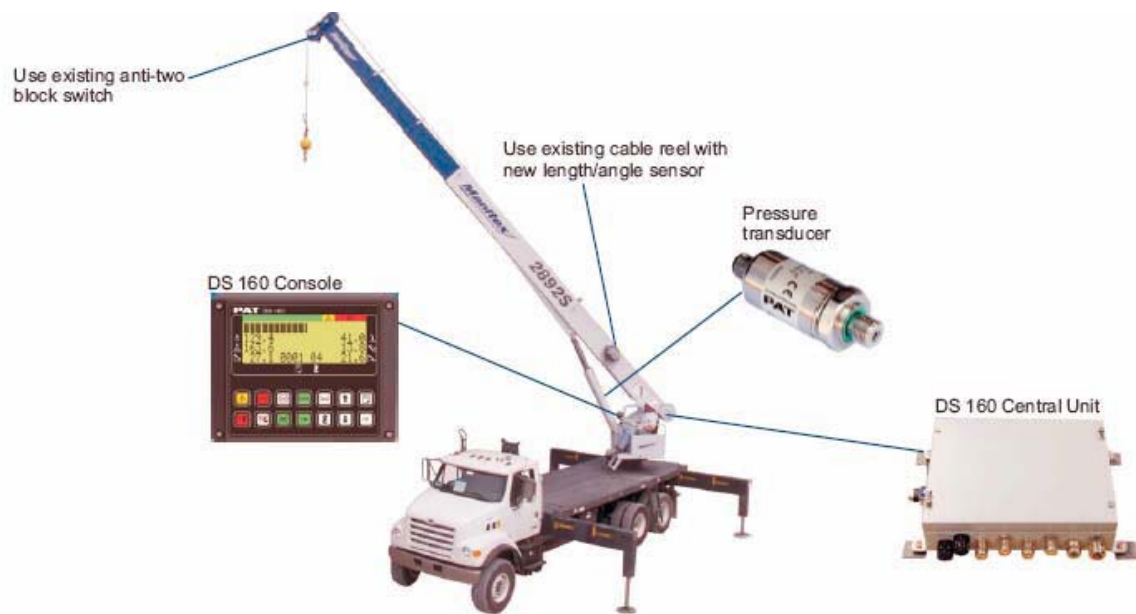 Use existing anti-two
block switch
Use existing cable reel with
new length/angle sensor
Pressure
transducer
Manitex
2892S
DS 160 Console
PAT
PAT
DS 160 Central Unit